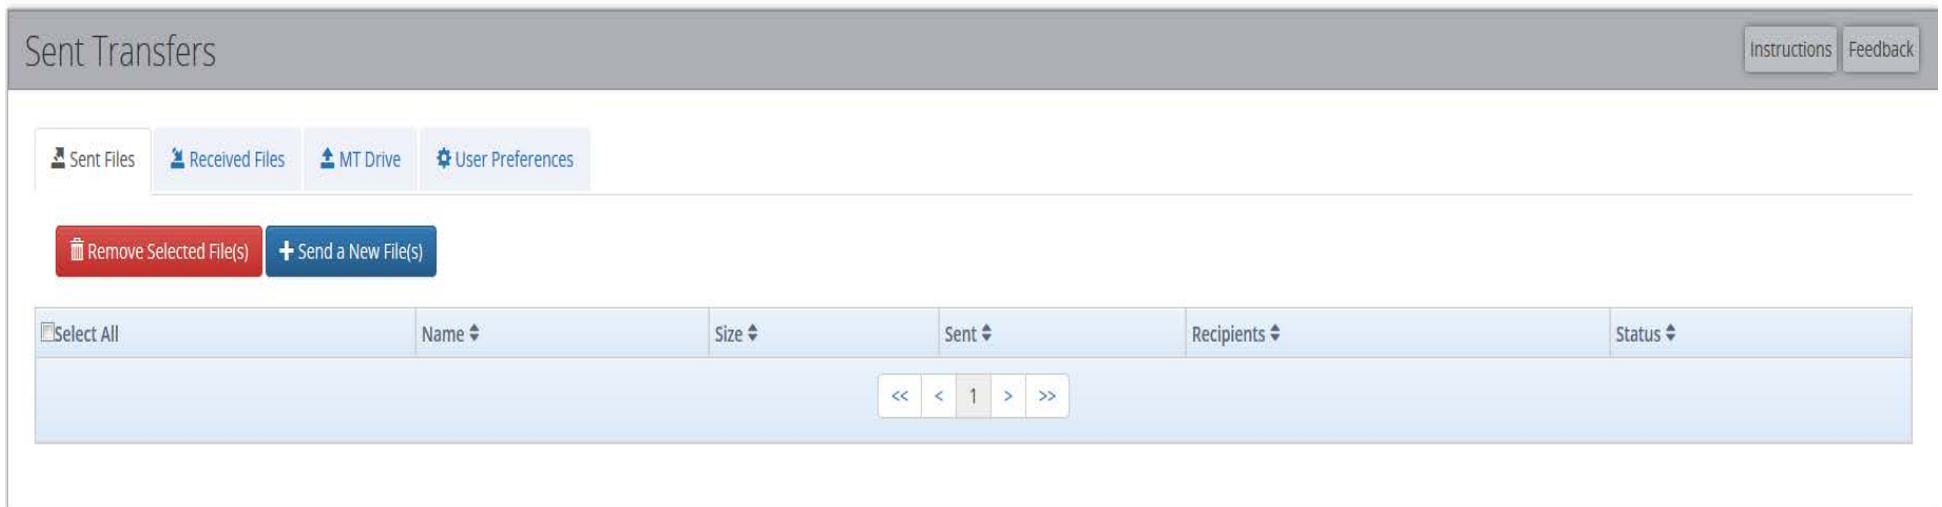 Sent Transfers
Instructions Feedback
Sent Files Received Files MT Drive User Preferences
Remove Selected File(s) + Send a New File(s)
Select All Name Size Sent Recipients Status
<< < 1 > >>